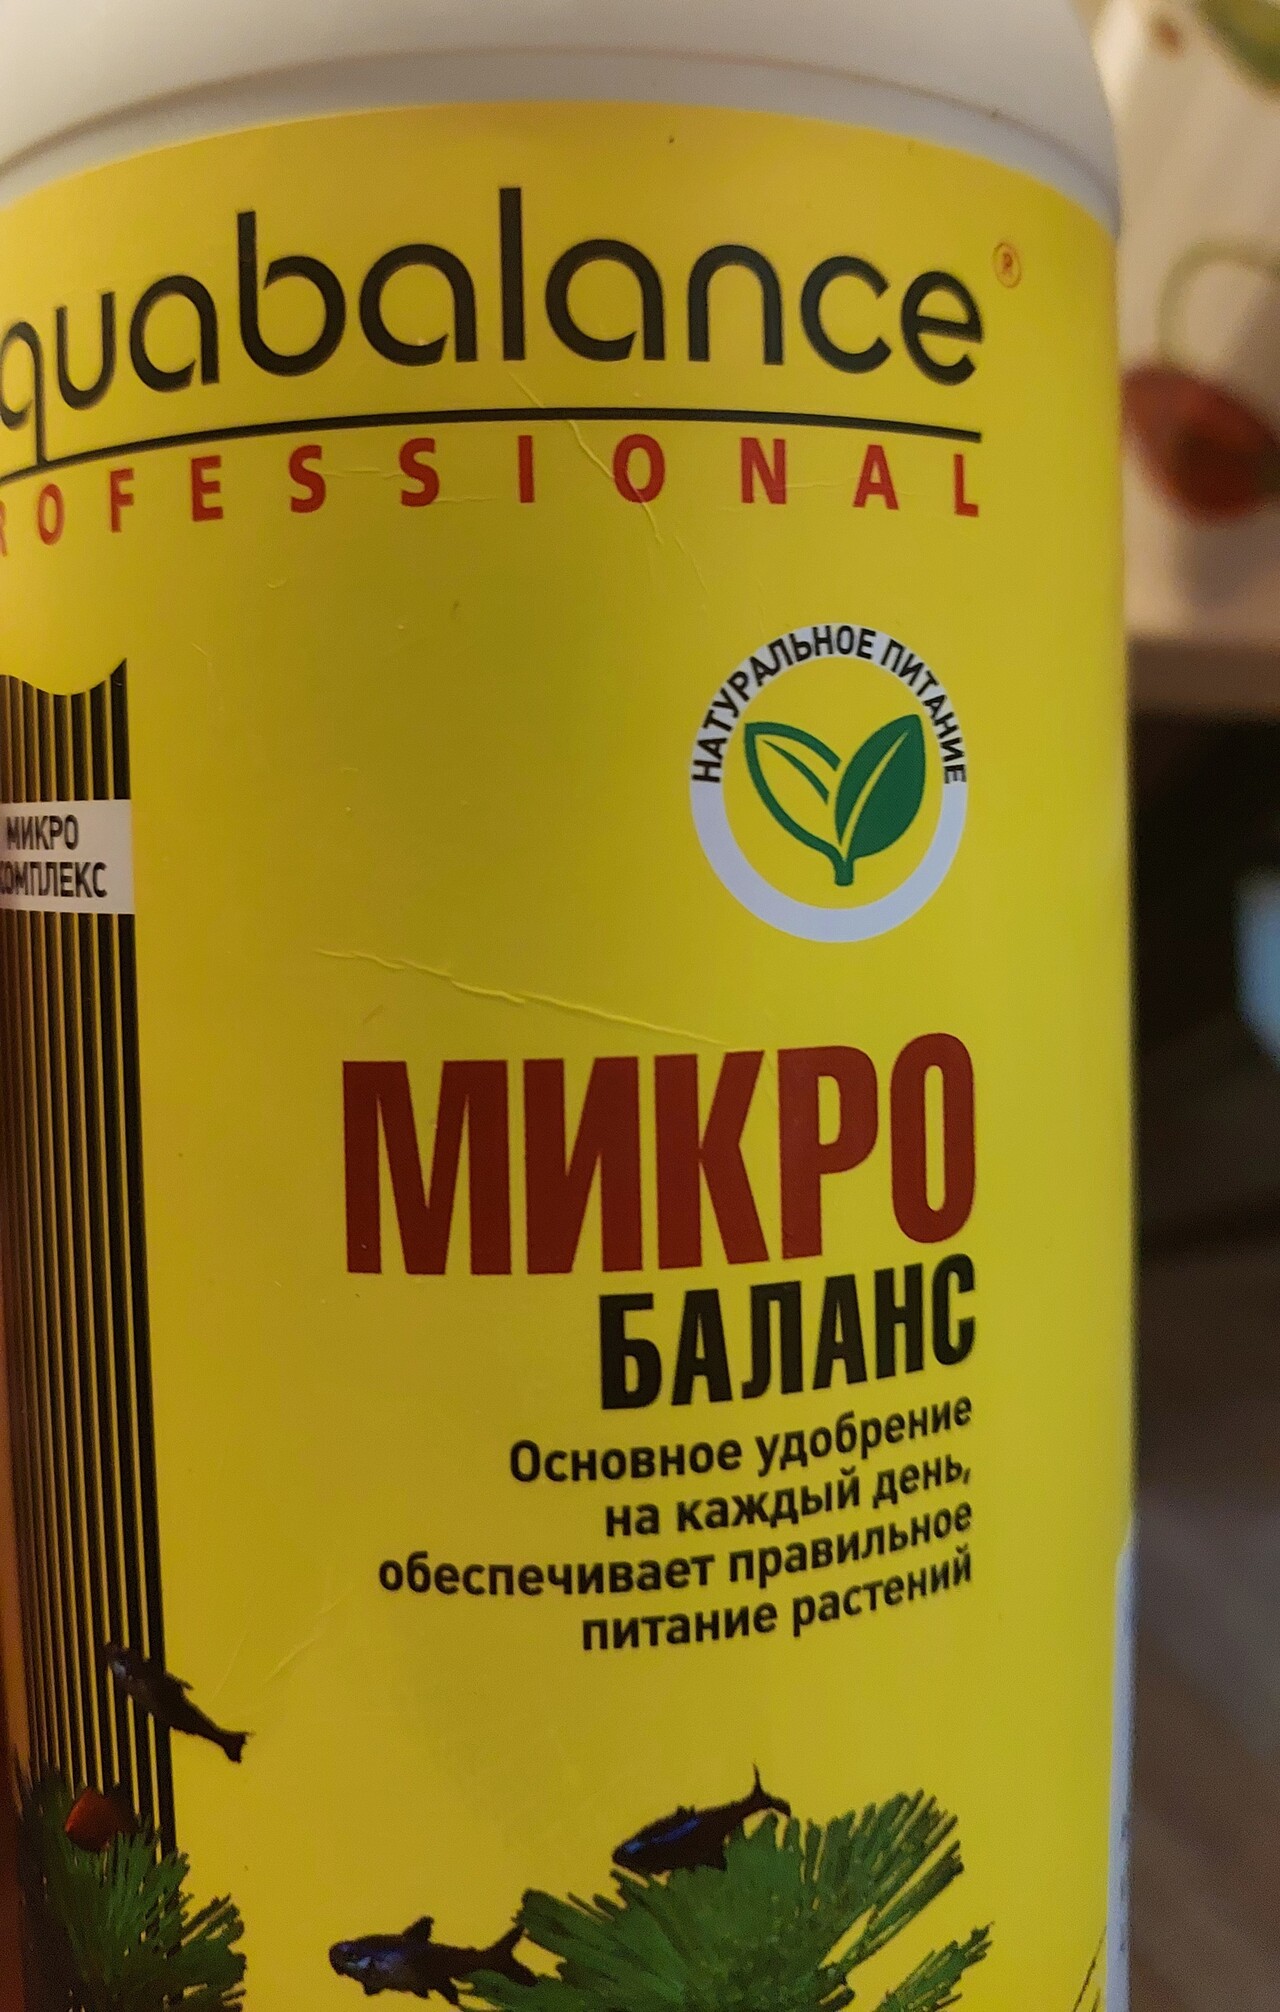 quabalance®
ROFESSIONAL
НАТУРАЛЬНОЕ ПИТАНИЕ
МИКРО
КОМПЛЕКС
МИКРО
БАЛАНС
Основное удобрение
на каждый день,
обеспечивает правильное
питание растений